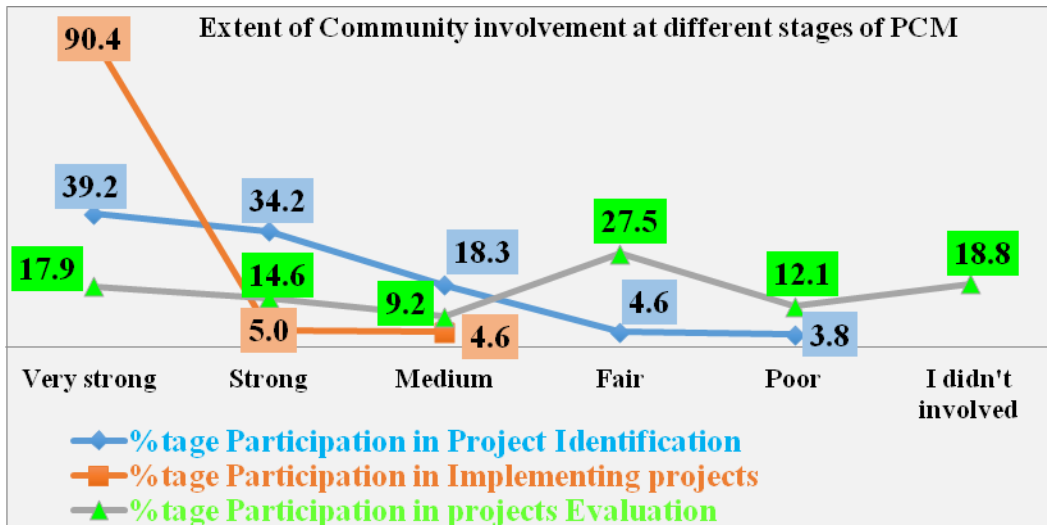 Extent of Community involvement at different stages of PCM
90.4
39.2
34.2
18.3
27.5
18.8
17.9
14.6
9.2
4.6
12.1
5.0
4.6
3.8
Very strong
Strong
Medium
Fair
Poor
I didn't
involved
%tage Participation in Project Identification
%tage Participation in Implementing projects
%tage Participation in projects Evaluation